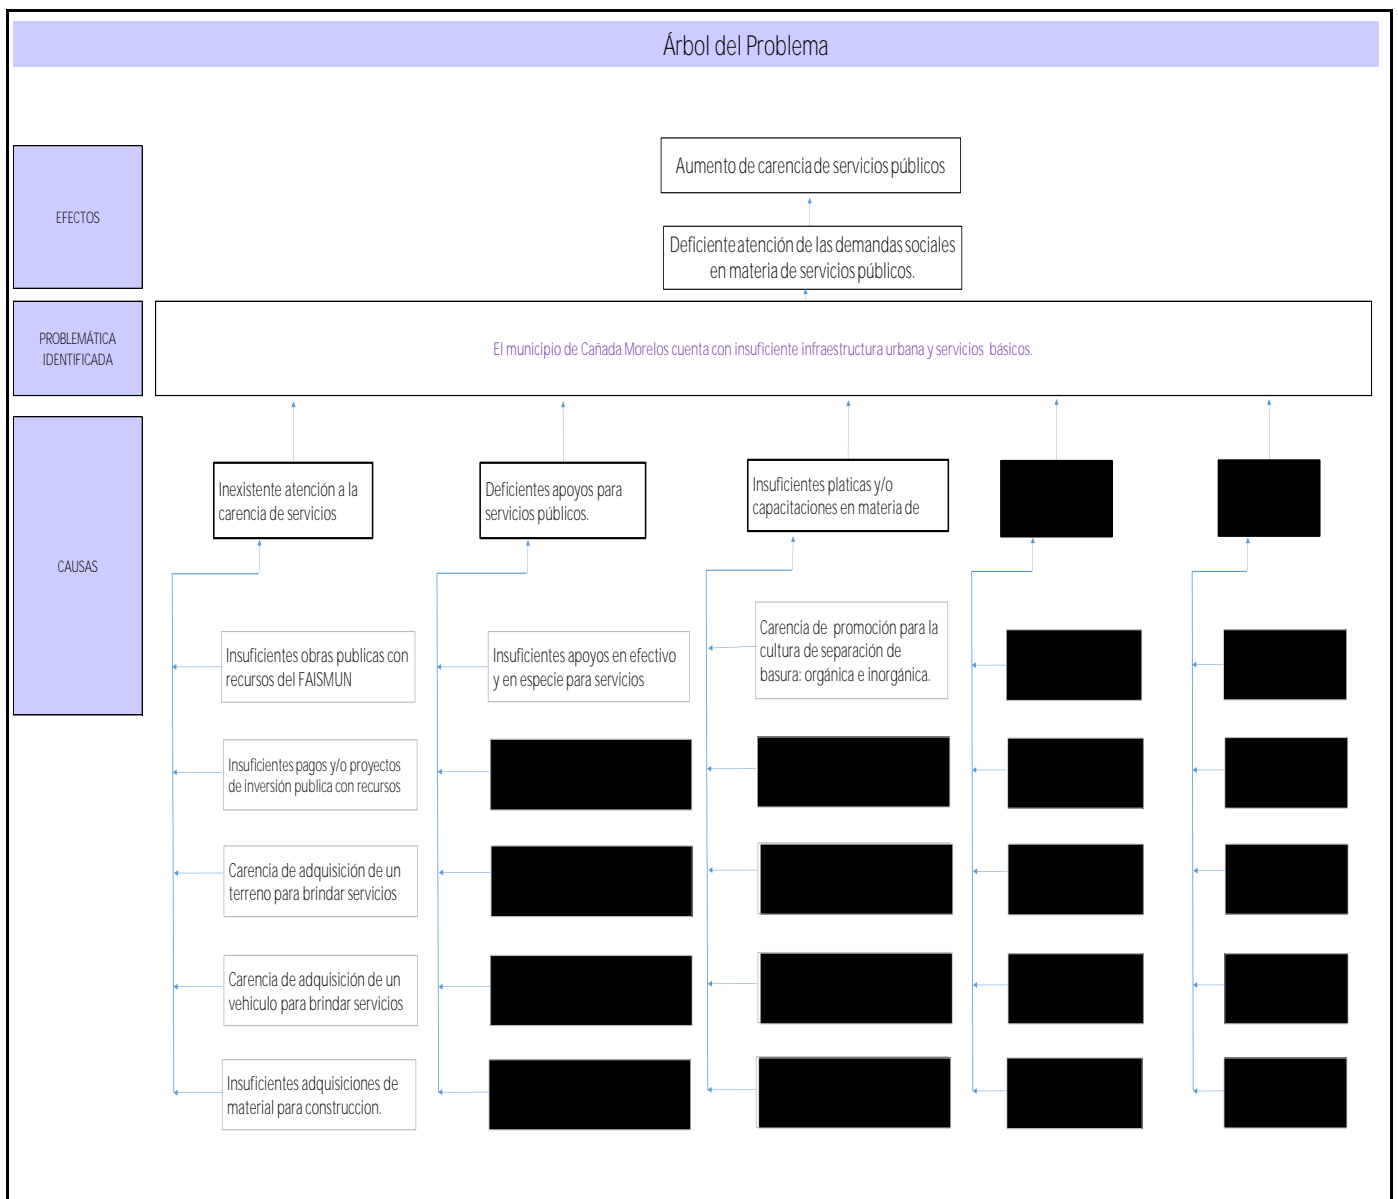 Árbol del Problema
EFECTOS
Aumento de carencia de servicios públicos
Deficiente atención de las demandas sociales
en materia de servicios públicos.
PROBLEMÁTICA
IDENTIFICADA
El municipio de Cañada Morelos cuenta con insuficiente infraestructura urbana y servicios básicos.
CAUSAS
Inexistente atención a la
carencia de servicios
Deficientes apoyos para
servicios públicos.
Insuficientes platicas y/o
capacitaciones en materia de
Insuficientes obras publicas con
recursos del FAISMUN
Insuficientes apoyos en efectivo
y en especie para servicios
Carencia de promoción para la
cultura de separación de
basura: orgánica e inorgánica.
Insuficientes pagos y/o proyectos
de inversión publica con recursos
Carencia de adquisición de un
terreno para brindar servicios
Carencia de adquisición de un
vehiculo para brindar servicios
Insuficientes adquisiciones de
material para construccion.